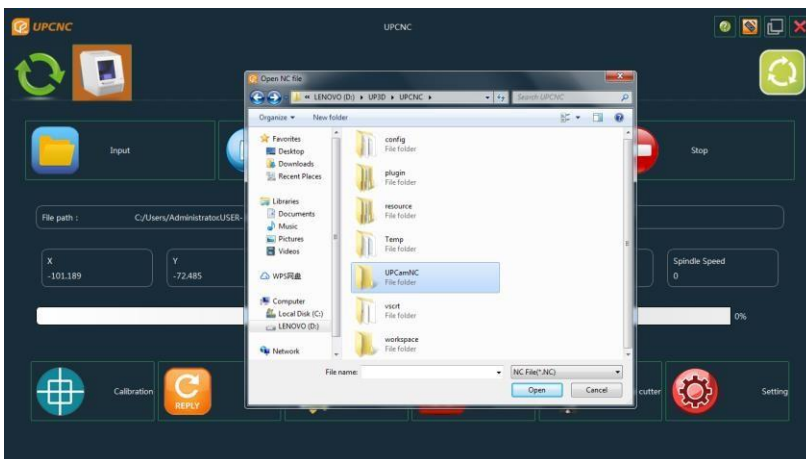 UPCNC
UPCNC
Open NC file
« LENOVO (D:) ▸ UP3D ▸ UPCNC ▸
Search UPCNC
Organize ▾ New folder
Input
Stop
Favorites
Desktop
Downloads
Recent Places
Libraries
Documents
Music
Pictures
Videos
WPS网盘
Computer
Local Disk (C:)
LENOVO (D:)
Network
config
File folder
plugin
File folder
resource
File folder
Temp
File folder
UPCamNC
File folder
vscrt
File folder
workspace
File folder
File path : C:/Users/Administrator.USER-
X
-101.189
Y
-72.485
Spindle Speed
0
0%
File name:
NC File(*.NC)
Open
Cancel
Calibration
REPLY
cutter
Setting